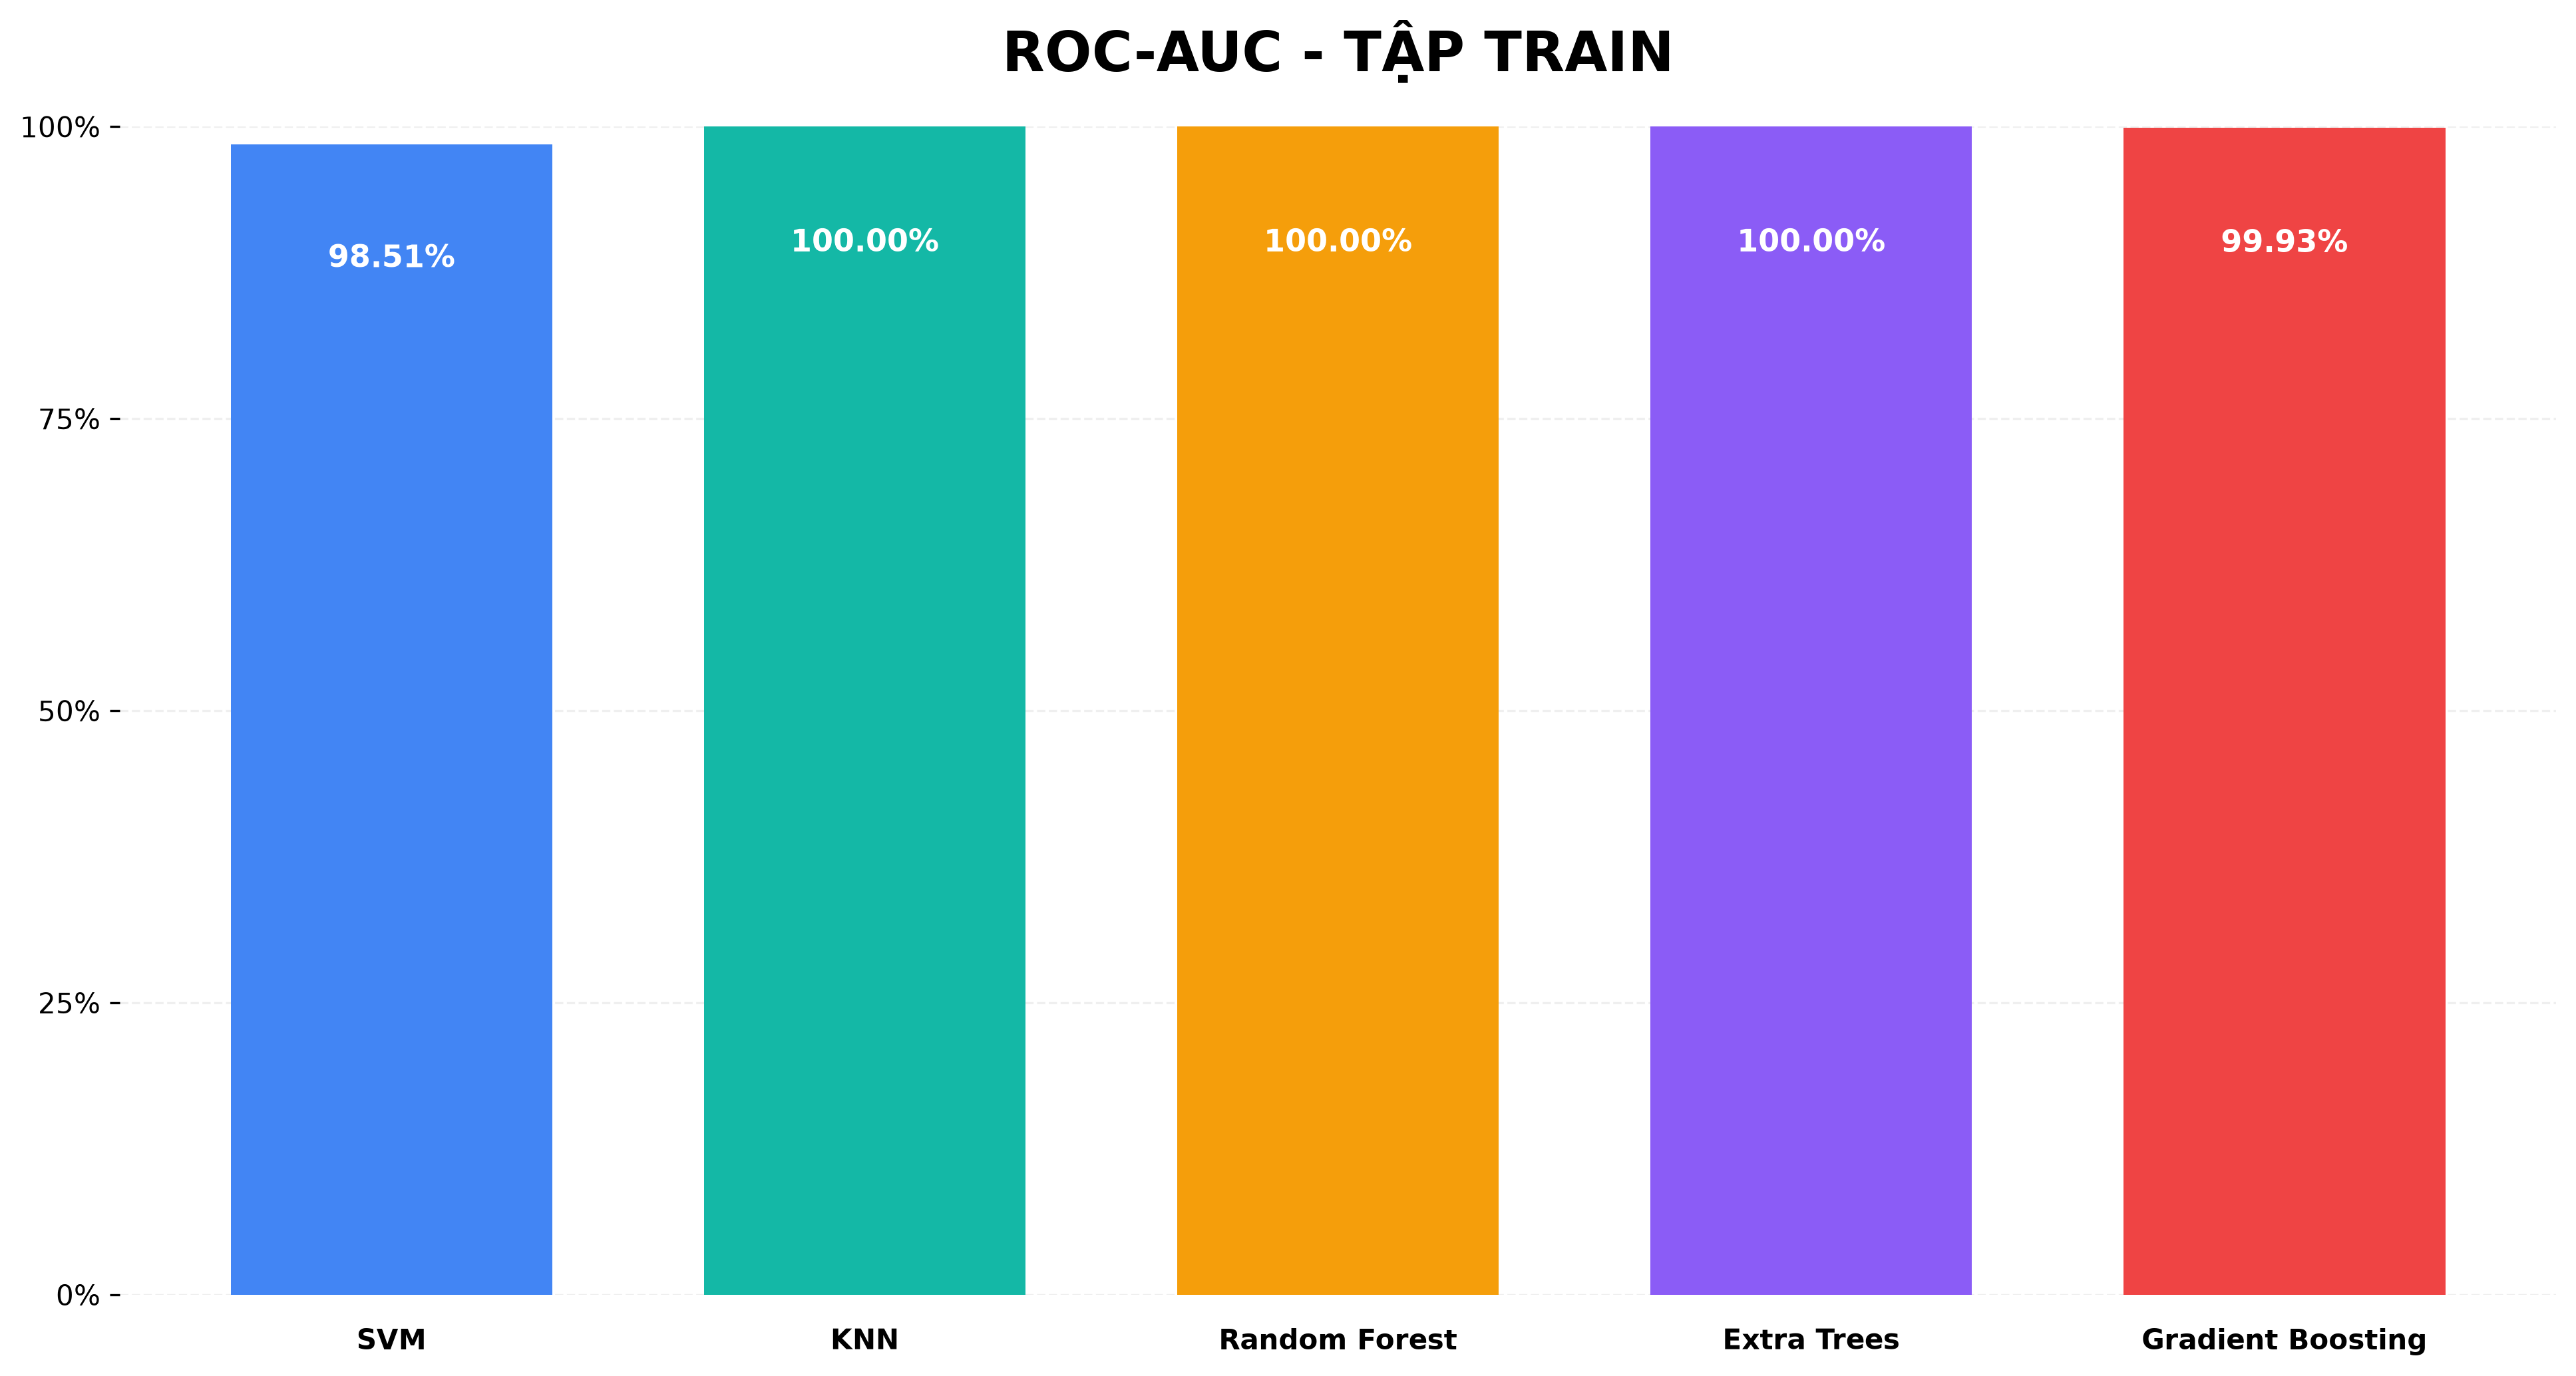 ROC-AUC - TẬP TRAIN
100%
75%
50%
25%
0%
98.51%
100.00%
100.00%
100.00%
99.93%
SVM
KNN
Random Forest
Extra Trees
Gradient Boosting